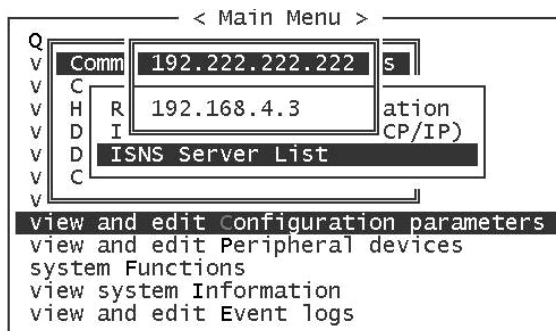 < Main Menu >
Q
v Comm 192.222.222.222 s
v C
v H R 192.168.4.3 ation
v D I CP/IP)
v D ISNS Server List
v C
v
view and edit Configuration parameters
view and edit Peripheral devices
system Functions
view system Information
view and edit Event logs